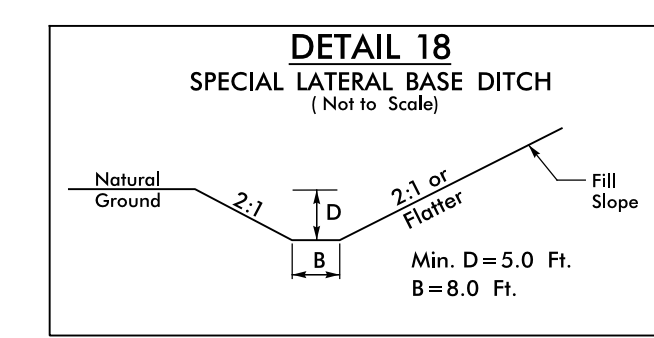 DETAIL 18
SPECIAL LATERAL BASE DITCH
( Not to Scale)
Natural
Ground
2:1
D
B
2:1 or
Flatter
Fill
Slope
Min. D=5.0 Ft.
B=8.0 Ft.